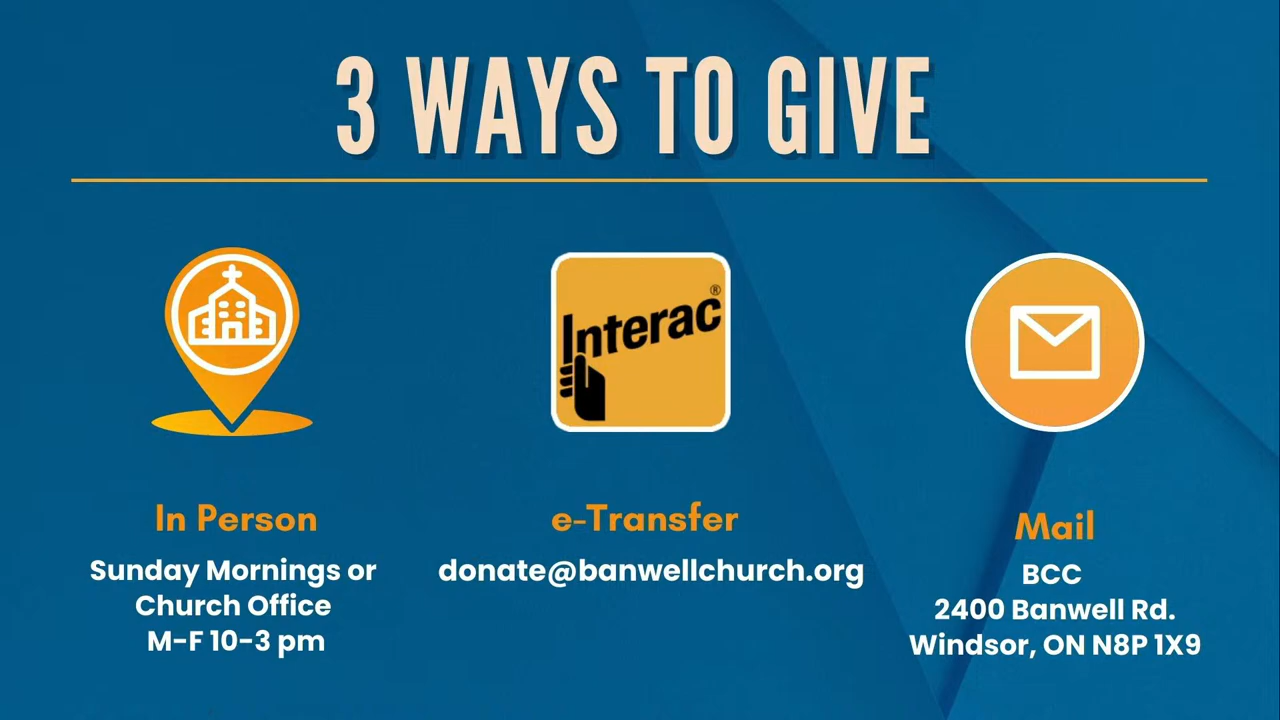 3 WAYS TO GIVE
Interac®
In Person
Sunday Mornings or
Church Office
M-F 10-3 pm
e-Transfer
donate@banwellchurch.org
Mail
BCC
2400 Banwell Rd.
Windsor, ON N8P 1X9